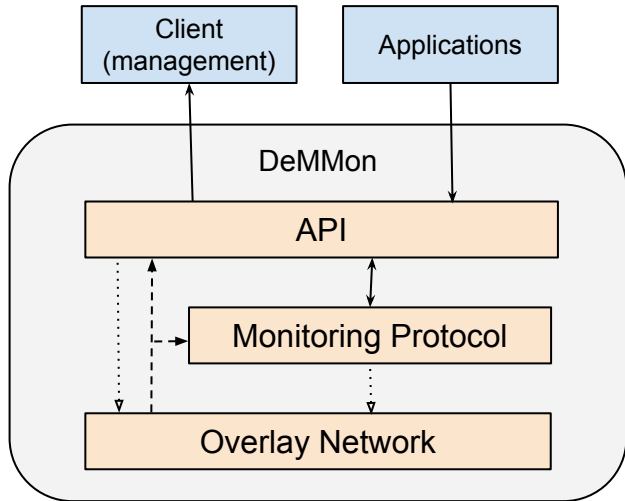 Client
(management)
Applications
DeMMon
API
Monitoring Protocol
Overlay Network